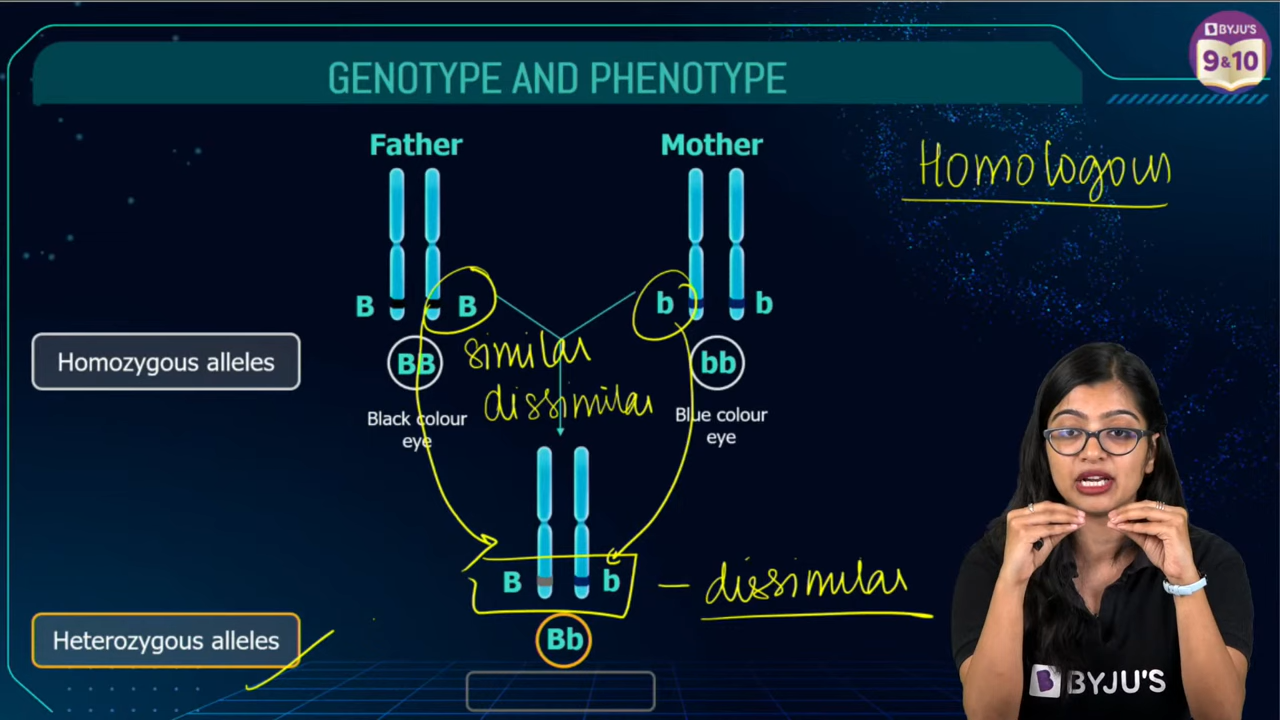 BYJU'S
9&10
GENOTYPE AND PHENOTYPE
Father
Mother
Homologous
B
B
b
b
Homozygous alleles
BB
similar
bb
dissimilar
Black colour
eye
Blue colour
eye
B
b
– dissimilar
Heterozygous alleles
Bb
BYJU'S